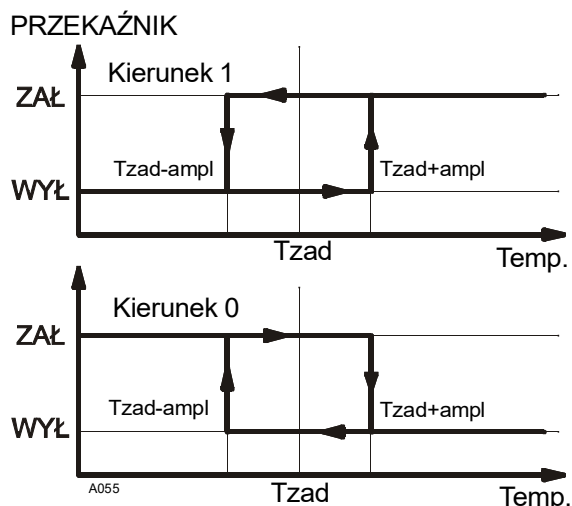 PRZEKAŹNIK
Kierunek 1
ZAŁ
Tzad-ampl
Tzad+ampl
WYŁ
Tzad
Temp.
Kierunek 0
ZAŁ
Tzad-ampl
Tzad+ampl
WYŁ
A055
Tzad
Temp.